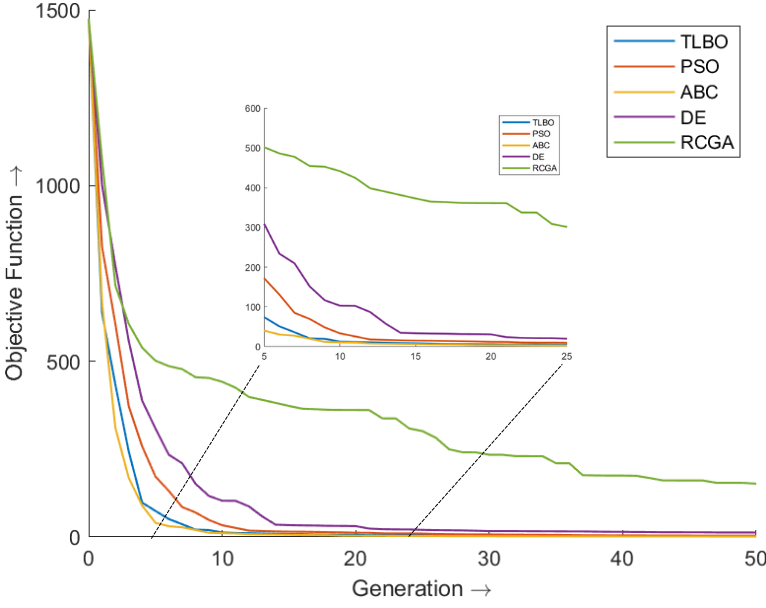 1500
1000
500
0
0
10
20
30
40
50
Objective Function →
Generation →
TLBO
PSO
ABC
DE
RCGA
600
500
400
300
200
100
0
5
10
15
20
25
TLBO
PSO
ABC
DE
RCGA